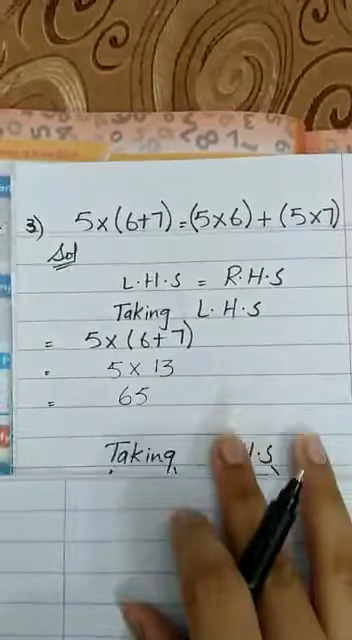 3) 5×(6+7)=(5×6)+(5×7)
Sol
L.H.S = R.H.S
Taking L.H.S
= 5×(6+7)
= 5 × 13
= 65
Taking H.S